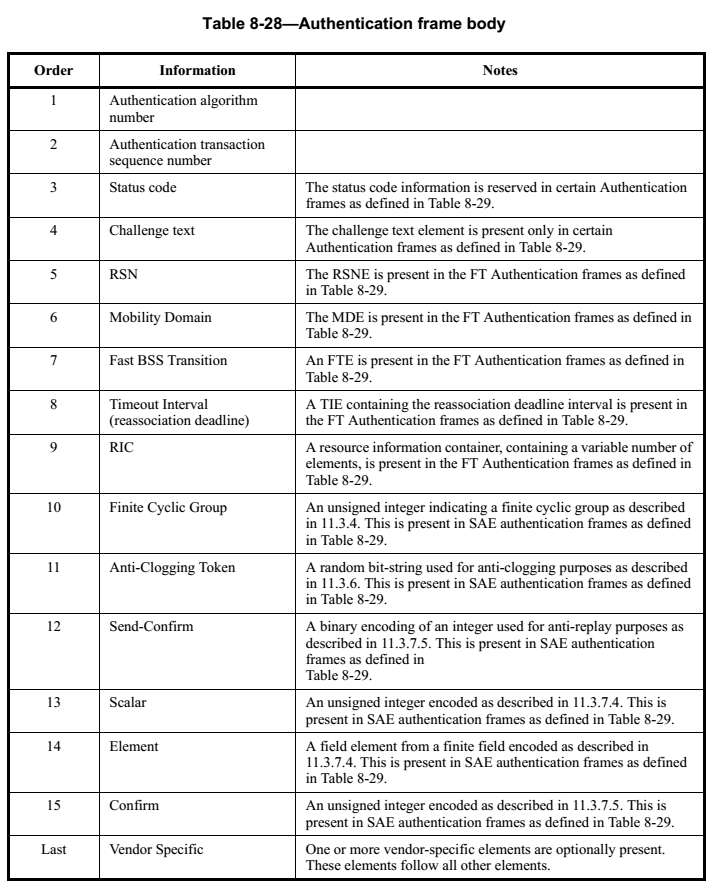 Table 8-28—Authentication frame body
Order Information Notes
1 Authentication algorithm
number
2 Authentication transaction
sequence number
3 Status code The status code information is reserved in certain Authentication
frames as defined in Table 8-29.
4 Challenge text The challenge text element is present only in certain
Authentication frames as defined in Table 8-29.
5 RSN The RSNE is present in the FT Authentication frames as defined
in Table 8-29.
6 Mobility Domain The MDE is present in the FT Authentication frames as defined in
Table 8-29.
7 Fast BSS Transition An FTE is present in the FT Authentication frames as defined in
Table 8-29.
8 Timeout Interval A TIE containing the reassociation deadline interval is present in
(reassociation deadline) the FT Authentication frames as defined in Table 8-29.
9 RIC A resource information container, containing a variable number of
elements, is present in the FT Authentication frames as defined in
Table 8-29.
10 Finite Cyclic Group An unsigned integer indicating a finite cyclic group as described
in 11.3.4. This is present in SAE authentication frames as defined
in Table 8-29.
11 Anti-Clogging Token A random bit-string used for anti-clogging purposes as described
in 11.3.6. This is present in SAE authentication frames as defined
in Table 8-29.
12 Send-Confirm A binary encoding of an integer used for anti-replay purposes as
described in 11.3.7.5. This is present in SAE authentication
frames as defined in
Table 8-29.
13 Scalar An unsigned integer encoded as described in 11.3.7.4. This is
present in SAE authentication frames as defined in Table 8-29.
14 Element A field element from a finite field encoded as described in
11.3.7.4. This is present in SAE authentication frames as defined
in Table 8-29.
15 Confirm An unsigned integer encoded as described in 11.3.7.5. This is
present in SAE authentication frames as defined in Table 8-29.
Last Vendor Specific One or more vendor-specific elements are optionally present.
These elements follow all other elements.